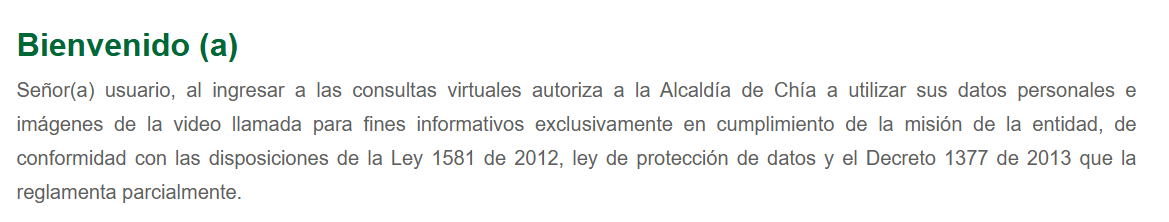 Bienvenido (a)
Señor(a) usuario, al ingresar a las consultas virtuales autoriza a la Alcaldía de Chía a utilizar sus datos personales e
imágenes de la video llamada para fines informativos exclusivamente en cumplimiento de la misión de la entidad, de
conformidad con las disposiciones de la Ley 1581 de 2012, ley de protección de datos y el Decreto 1377 de 2013 que la
reglamenta parcialmente.